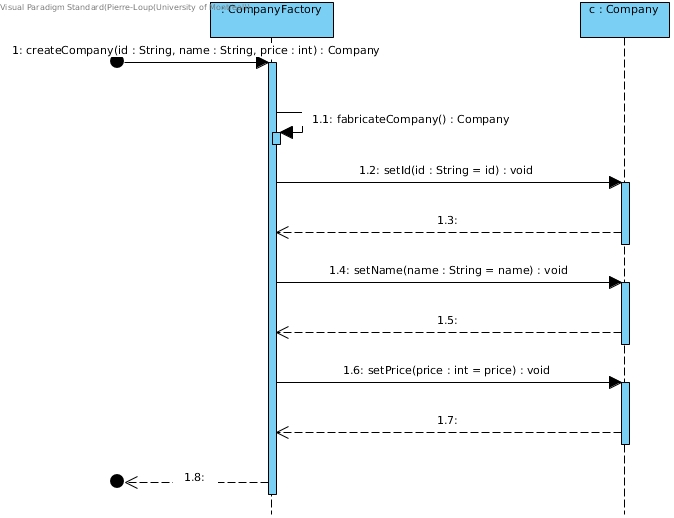 Visual Paradigm Standard(Pierre-Loup(University of
: CompanyFactory
c : Company
1: createCompany(id : String, name : String, price : int) : Company
1.1: fabricateCompany() : Company
1.2: setId(id : String = id) : void
1.3:
1.4: setName(name : String = name) : void
1.5:
1.6: setPrice(price : int = price) : void
1.7:
1.8: